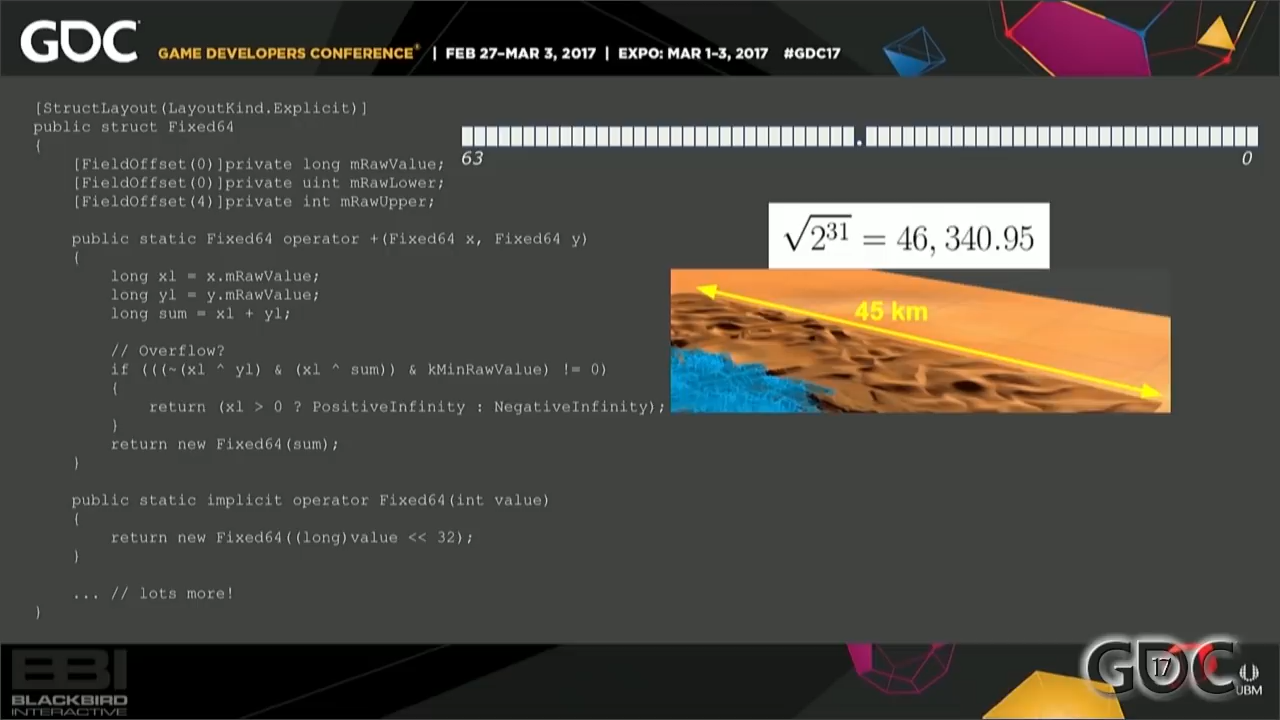 GDC GAME DEVELOPERS CONFERENCE® | FEB 27–MAR 3, 2017 | EXPO: MAR 1–3, 2017 #GDC17
[StructLayout(LayoutKind.Explicit)]
public struct Fixed64
{
[FieldOffset(0)]private long mRawValue;
[FieldOffset(0)]private uint mRawLower;
[FieldOffset(4)]private int mRawUpper;
public static Fixed64 operator +(Fixed64 x, Fixed64 y)
{
long xl = x.mRawValue;
long yl = y.mRawValue;
long sum = xl + yl;
// Overflow?
if (((~(xl ^ yl) & (xl ^ sum)) & kMinRawValue) != 0)
{
return (xl > 0 ? PositiveInfinity : NegativeInfinity);
}
return new Fixed64(sum);
}
public static implicit operator Fixed64(int value)
{
return new Fixed64((long)value << 32);
}
... // lots more!
}
.
63 0
√2^31 = 46, 340.95
45 km
BBI
BLACKBIRD
INTERACTIVE
GDC 17
UBM